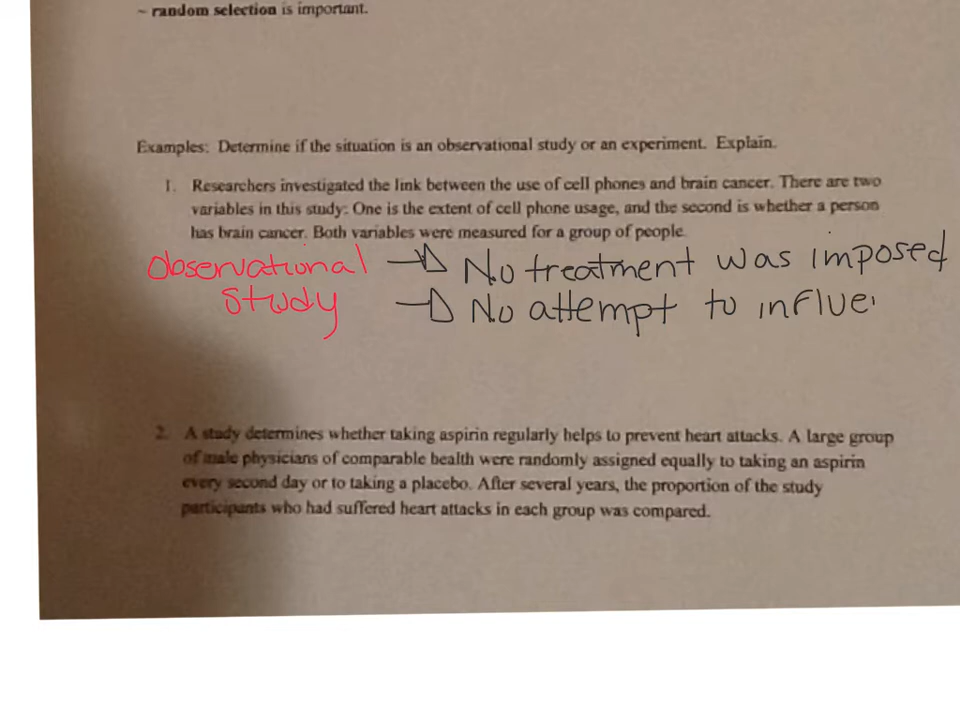 ~ random selection is important.
Examples: Determine if the situation is an observational study or an experiment. Explain.
1. Researchers investigated the link between the use of cell phones and brain cancer. There are two
variables in this study: One is the extent of cell phone usage, and the second is whether a person
has brain cancer. Both variables were measured for a group of people.
Observational → No treatment was imposed
study → No attempt to influe
2. A study determines whether taking aspirin regularly helps to prevent heart attacks. A large group
of male physicians of comparable health were randomly assigned equally to taking an aspirin
every second day or to taking a placebo. After several years, the proportion of the study
participants who had suffered heart attacks in each group was compared.